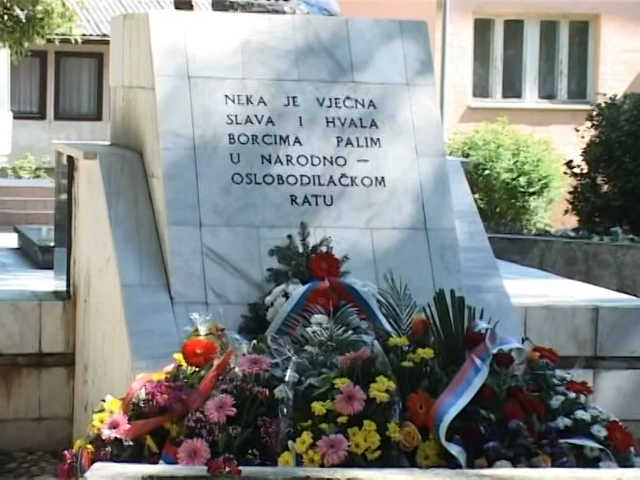 NEKA JE VJEČNA
SLAVA I HVALA
BORCIMA PALIM
U NARODNO –
OSLOBODILAČKOM
RATU